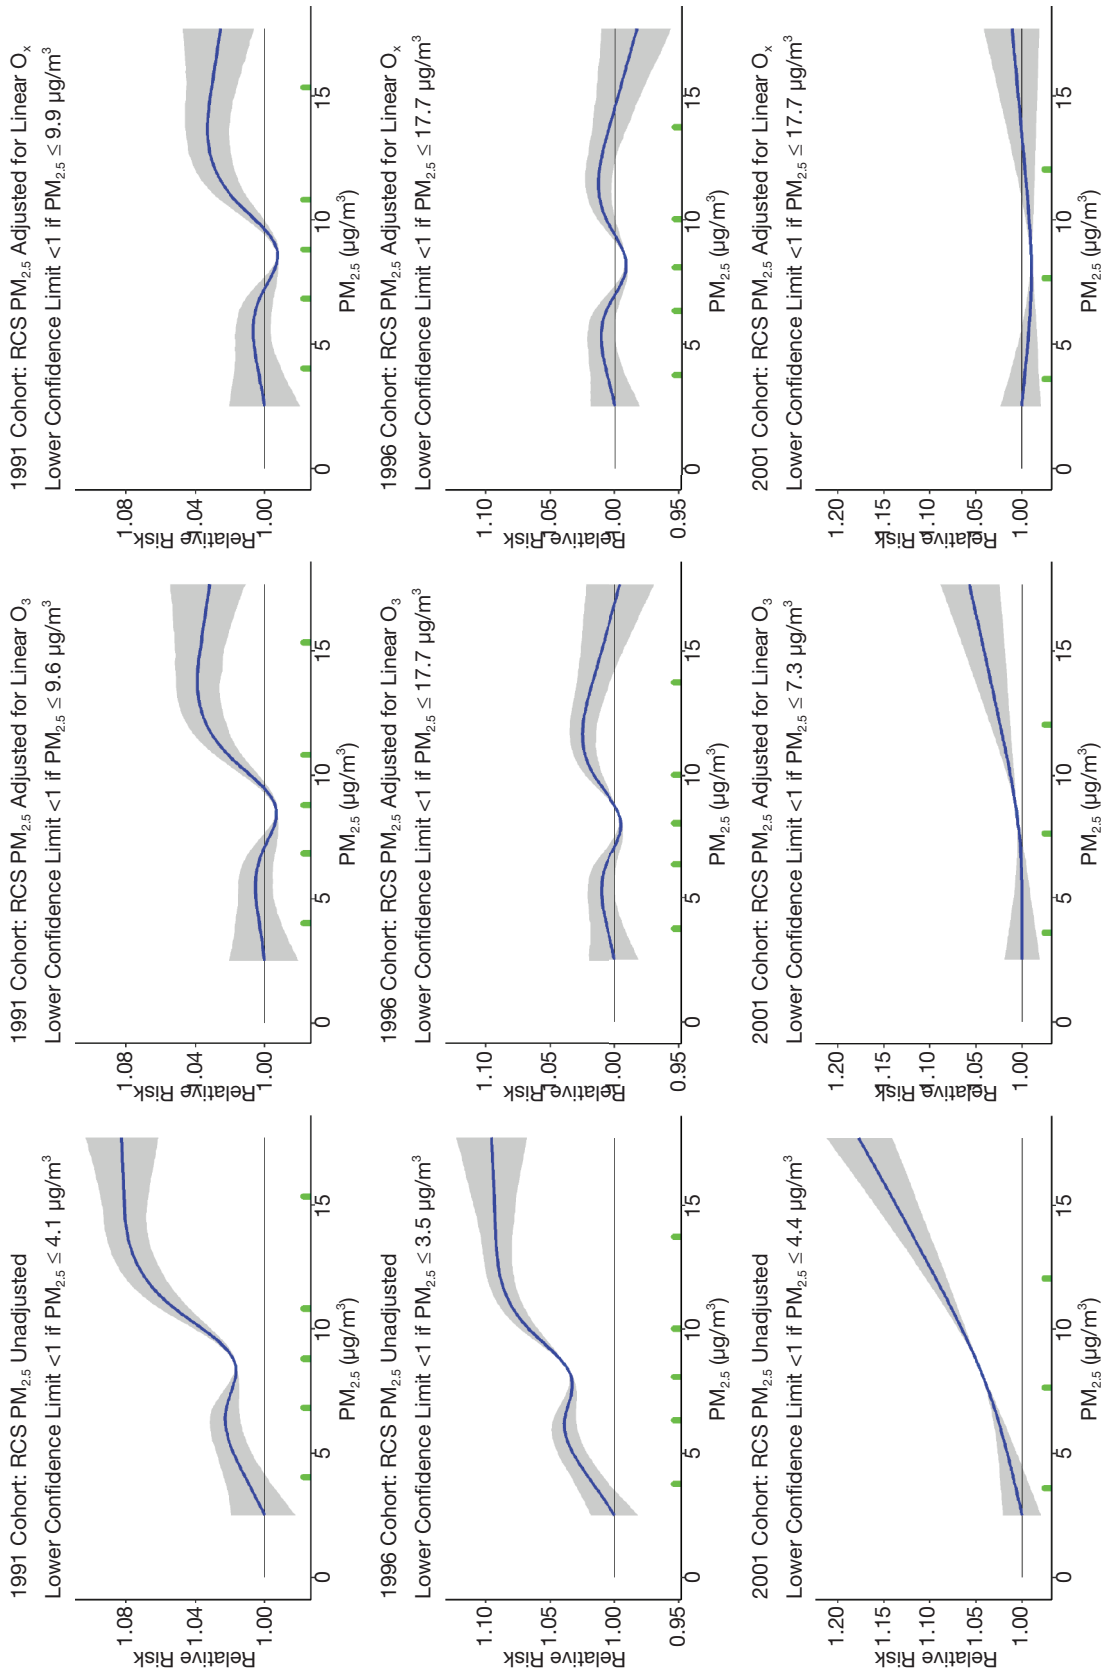 1991 Cohort: RCS PM₂.₅ Unadjusted
Lower Confidence Limit <1 if PM₂.₅ ≤ 4.1 µg/m³
Relative Risk
1.08
1.04
1.00
0 5 10 15
PM₂.₅ (µg/m³)
1991 Cohort: RCS PM₂.₅ Adjusted for Linear O₃
Lower Confidence Limit <1 if PM₂.₅ ≤ 9.6 µg/m³
Relative Risk
1.08
1.04
1.00
0 5 10 15
PM₂.₅ (µg/m³)
1991 Cohort: RCS PM₂.₅ Adjusted for Linear Oₓ
Lower Confidence Limit <1 if PM₂.₅ ≤ 9.9 µg/m³
Relative Risk
1.08
1.04
1.00
0 5 10 15
PM₂.₅ (µg/m³)
1996 Cohort: RCS PM₂.₅ Unadjusted
Lower Confidence Limit <1 if PM₂.₅ ≤ 3.5 µg/m³
Relative Risk
1.10
1.05
1.00
0.95
0 5 10 15
PM₂.₅ (µg/m³)
1996 Cohort: RCS PM₂.₅ Adjusted for Linear O₃
Lower Confidence Limit <1 if PM₂.₅ ≤ 17.7 µg/m³
Relative Risk
1.10
1.05
1.00
0.95
0 5 10 15
PM₂.₅ (µg/m³)
1996 Cohort: RCS PM₂.₅ Adjusted for Linear Oₓ
Lower Confidence Limit <1 if PM₂.₅ ≤ 17.7 µg/m³
Relative Risk
1.10
1.05
1.00
0.95
0 5 10 15
PM₂.₅ (µg/m³)
2001 Cohort: RCS PM₂.₅ Unadjusted
Lower Confidence Limit <1 if PM₂.₅ ≤ 4.4 µg/m³
Relative Risk
1.20
1.15
1.10
1.05
1.00
0 5 10 15
PM₂.₅ (µg/m³)
2001 Cohort: RCS PM₂.₅ Adjusted for Linear O₃
Lower Confidence Limit <1 if PM₂.₅ ≤ 7.3 µg/m³
Relative Risk
1.20
1.15
1.10
1.05
1.00
0 5 10 15
PM₂.₅ (µg/m³)
2001 Cohort: RCS PM₂.₅ Adjusted for Linear Oₓ
Lower Confidence Limit <1 if PM₂.₅ ≤ 17.7 µg/m³
Relative Risk
1.20
1.15
1.10
1.05
1.00
0 5 10 15
PM₂.₅ (µg/m³)